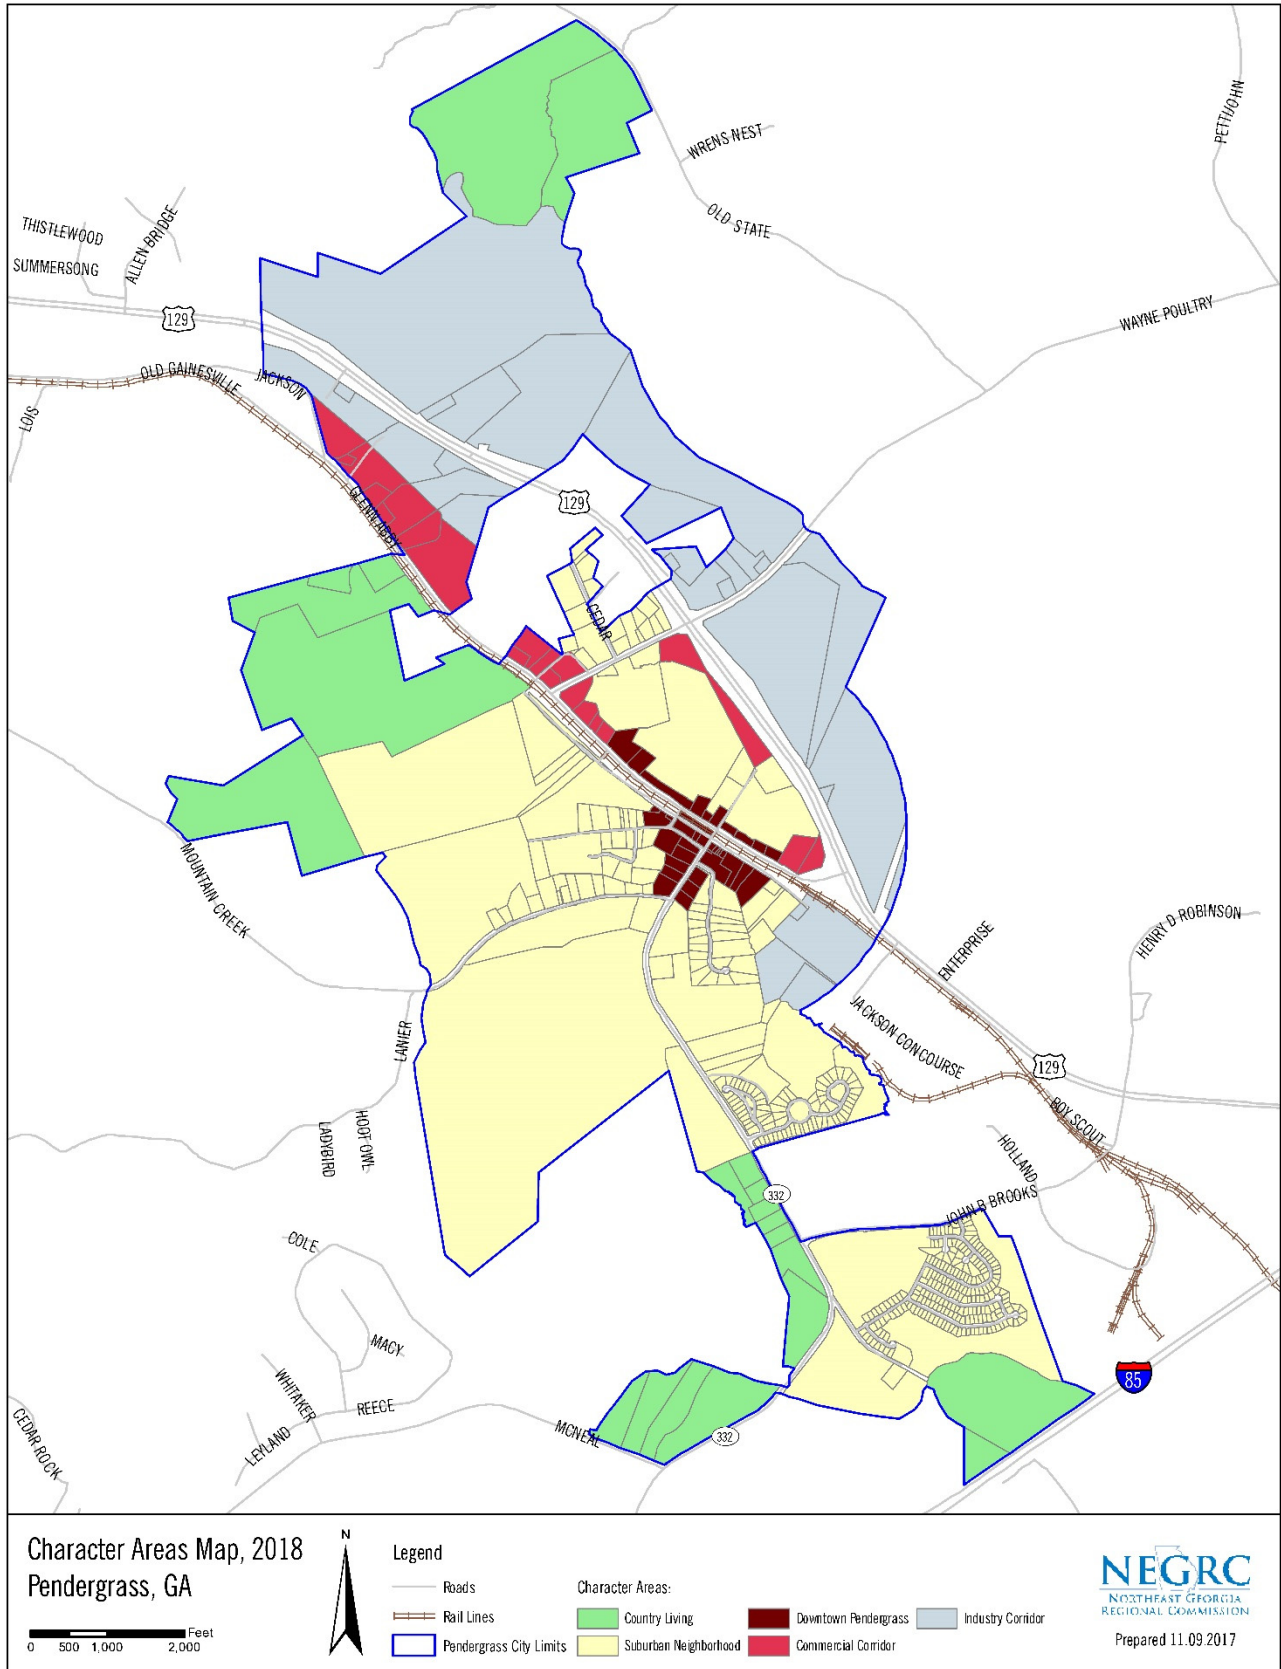 WRENS NEST
PETTIJOHN
OLD STATE
THISTLEWOOD
ALLEN BRIDGE
SUMMERSONG
129
WAYNE POULTRY
OLD GAINESVILLE
JACKSON
LOIS
GLENN ABBY
129
CEDAR
MOUNTAIN CREEK
HENRY D ROBINSON
ENTERPRISE
JACKSON CONCOURSE
LANIER
129
BOY SCOUT
LADYBIRD
HOOT OWL
HOLLAND
332
JOHN B BROOKS
COLE
MACY
85
WHITAKER
REECE
CEDAR ROCK
LEYLAND
MCNEAL
332
Character Areas Map, 2018
Pendergrass, GA
0 500 1,000 2,000 Feet
N
Legend
Roads
Rail Lines
Pendergrass City Limits
Character Areas:
Country Living
Suburban Neighborhood
Downtown Pendergrass
Commercial Corridor
Industry Corridor
NEGRC
NORTHEAST GEORGIA
REGIONAL COMMISSION
Prepared 11.09.2017